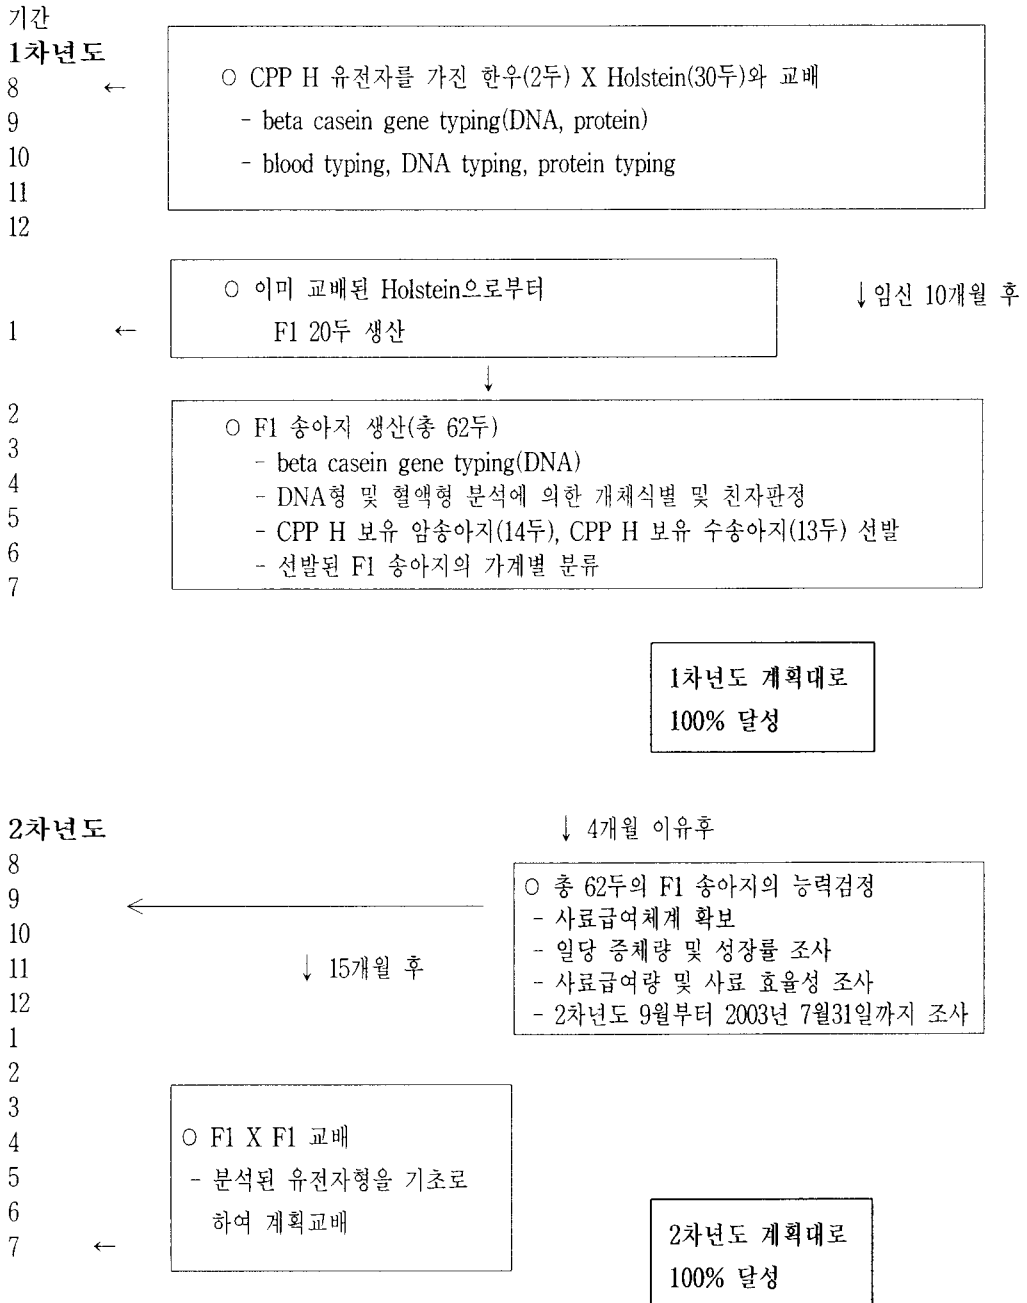 기간
1차년도
8 ←
9
10
11
12
○ CPP H 유전자를 가진 한우(2두) X Holstein(30두)와 교배
- beta casein gene typing(DNA, protein)
- blood typing, DNA typing, protein typing
○ 이미 교배된 Holstein으로부터
F1 20두 생산
↓임신 10개월 후
1 ←
↓
2
3
4
5
6
7
○ F1 송아지 생산(총 62두)
- beta casein gene typing(DNA)
- DNA형 및 혈액형 분석에 의한 개체식별 및 친자판정
- CPP H 보유 암송아지(14두), CPP H 보유 수송아지(13두) 선발
- 선발된 F1 송아지의 가계별 분류
1차년도 계획대로
100% 달성
2차년도
↓ 4개월 이유후
8
9
10
11
12
1
2
3
4
5
6
7 ←
○ 총 62두의 F1 송아지의 능력검정
- 사료급여체계 확보
- 일당 증체량 및 성장률 조사
- 사료급여량 및 사료 효율성 조사
- 2차년도 9월부터 2003년 7월31일까지 조사
↓ 15개월 후
○ F1 X F1 교배
- 분석된 유전자형을 기초로
하여 계획교배
2차년도 계획대로
100% 달성